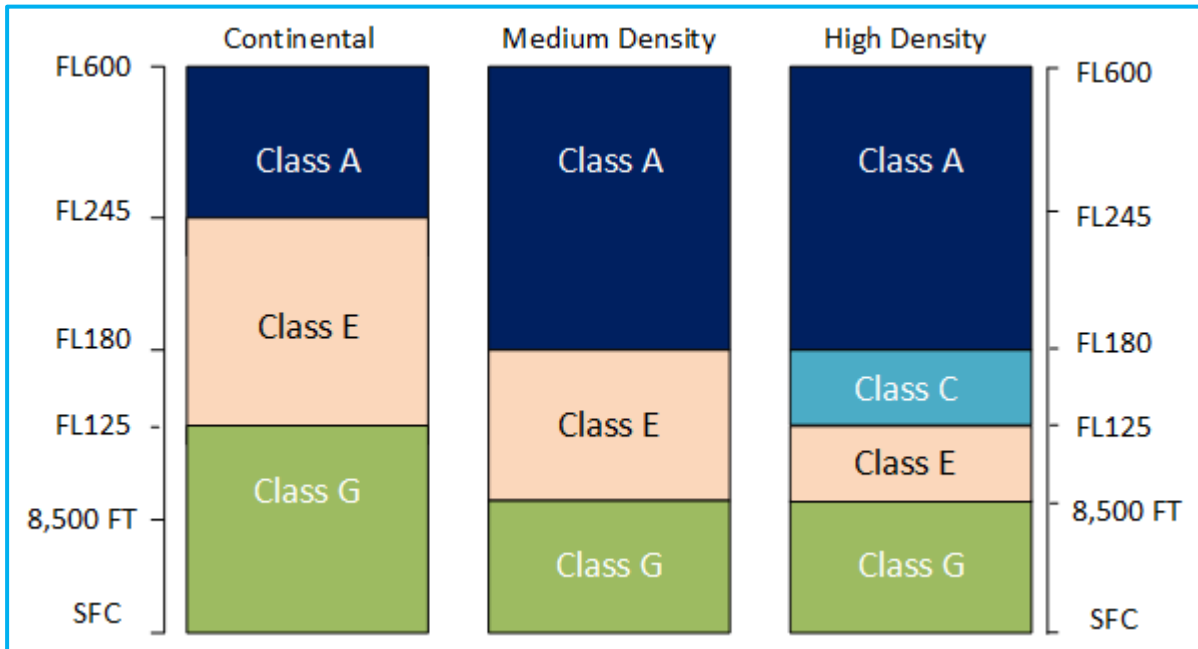 Continental Medium Density High Density
FL600
FL245
FL180
FL125
8,500 FT
SFC
Class A
Class E
Class G
Class A
Class E
Class G
Class A
Class C
Class E
Class G
FL600
FL245
FL180
FL125
8,500 FT
SFC